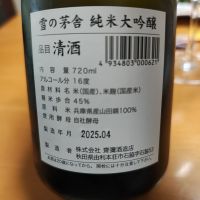 雪の茅舎 純米大吟醸
品目 清酒
内容量 720ml
アルコール分 16度
原材料名 米(国産)、米麹(国産米)
精米歩合 45%
原料米 兵庫県産山田錦100%
使用酵母 自社酵母
製造年月 2025.04
株式会社 齋彌酒造店
秋田県由利本荘市石脇字石脇53
4 934803 000621